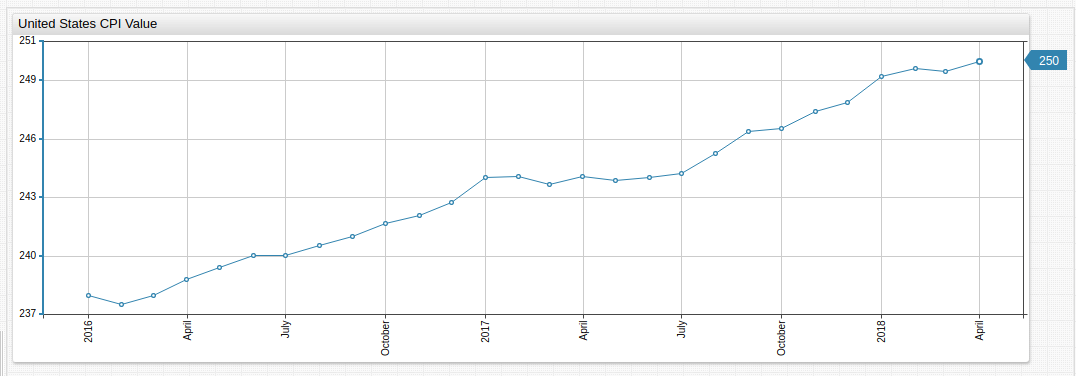 United States CPI Value
251
249
246
243
240
237
250
2016
April
July
October
2017
April
July
October
2018
April